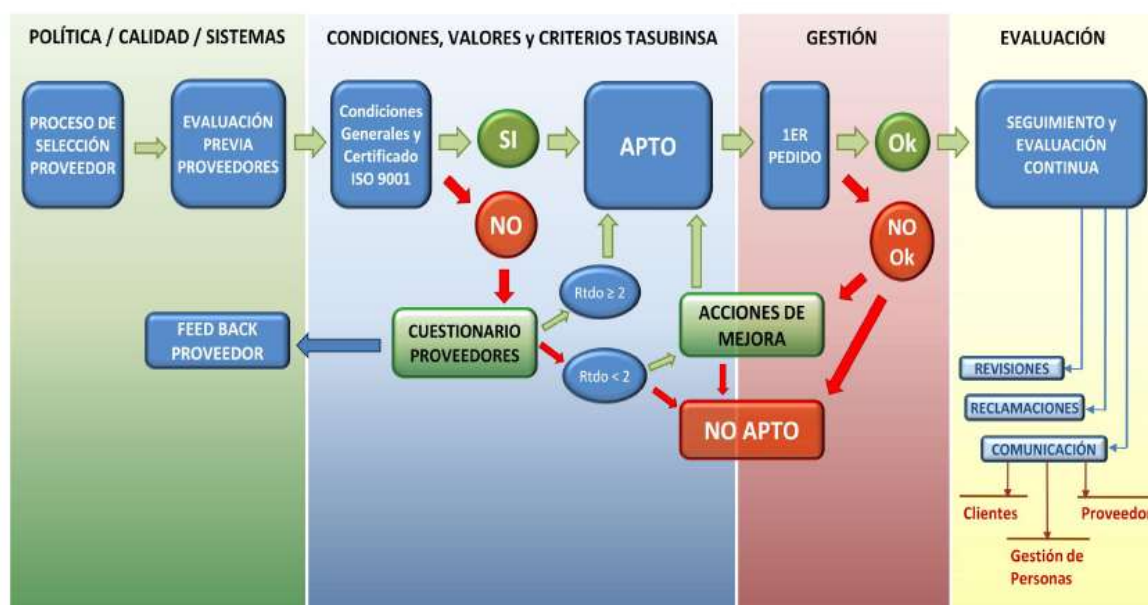 POLÍTICA / CALIDAD / SISTEMAS
CONDICIONES, VALORES y CRITERIOS TASUBINSA
GESTIÓN
EVALUACIÓN
PROCESO DE
SELECCIÓN
PROVEEDOR
EVALUACIÓN
PREVIA
PROVEEDORES
Condiciones
Generales y
Certificado
ISO 9001
SI
NO
APTO
1ER
PEDIDO
Ok
NO
Ok
SEGUIMIENTO y
EVALUACIÓN
CONTINUA
FEED BACK
PROVEEDOR
CUESTIONARIO
PROVEEDORES
Rtdo ≥ 2
Rtdo < 2
ACCIONES DE
MEJORA
NO APTO
REVISIONES
RECLAMACIONES
COMUNICACIÓN
Clientes
Proveedor
Gestión de
Personas